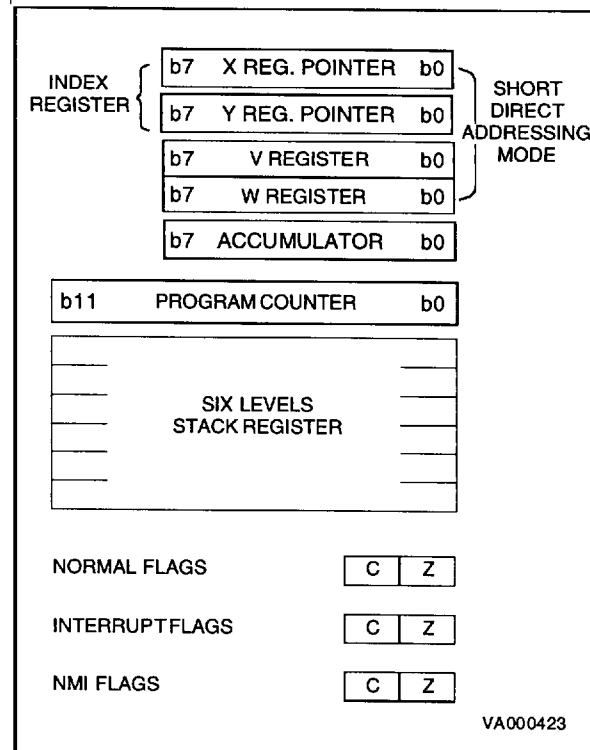 INDEX
REGISTER
b7 X REG. POINTER b0
b7 Y REG. POINTER b0
b7 V REGISTER b0
b7 W REGISTER b0
SHORT
DIRECT
ADDRESSING
MODE
b7 ACCUMULATOR b0
b11 PROGRAM COUNTER b0
SIX LEVELS
STACK REGISTER
NORMAL FLAGS C Z
INTERRUPT FLAGS C Z
NMI FLAGS C Z
VA000423